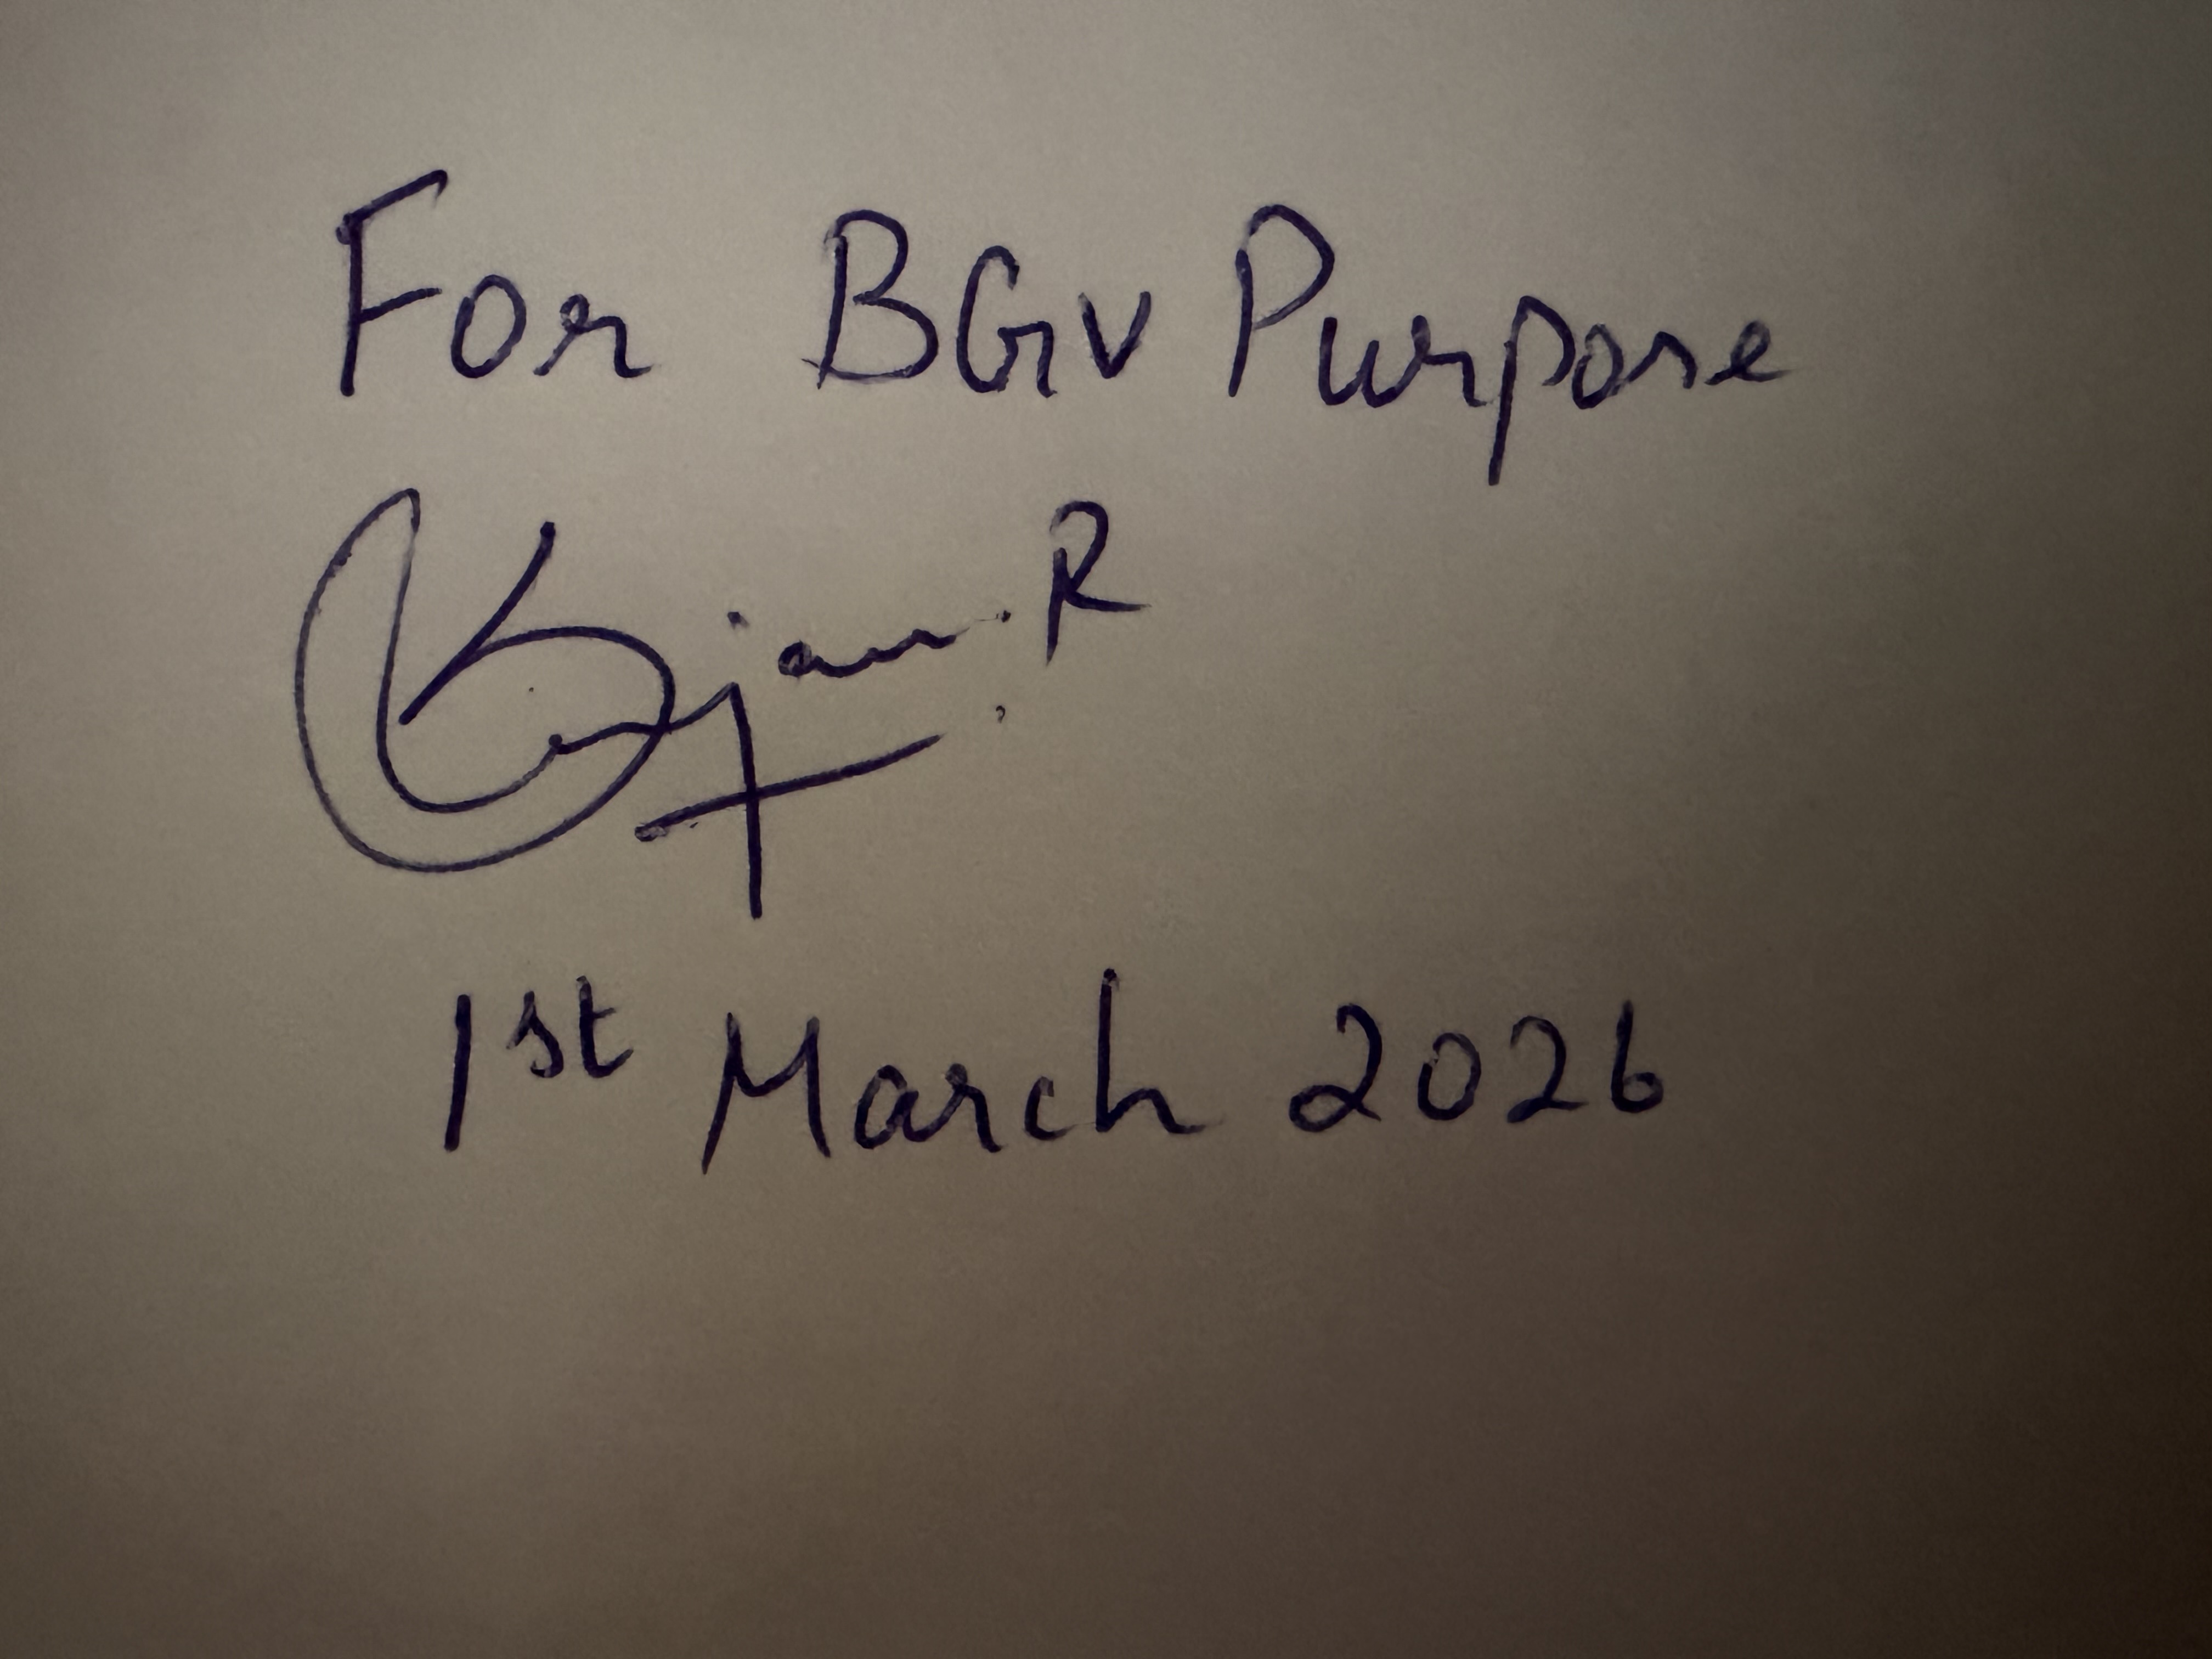 For BGV Purpose
1st March 2026